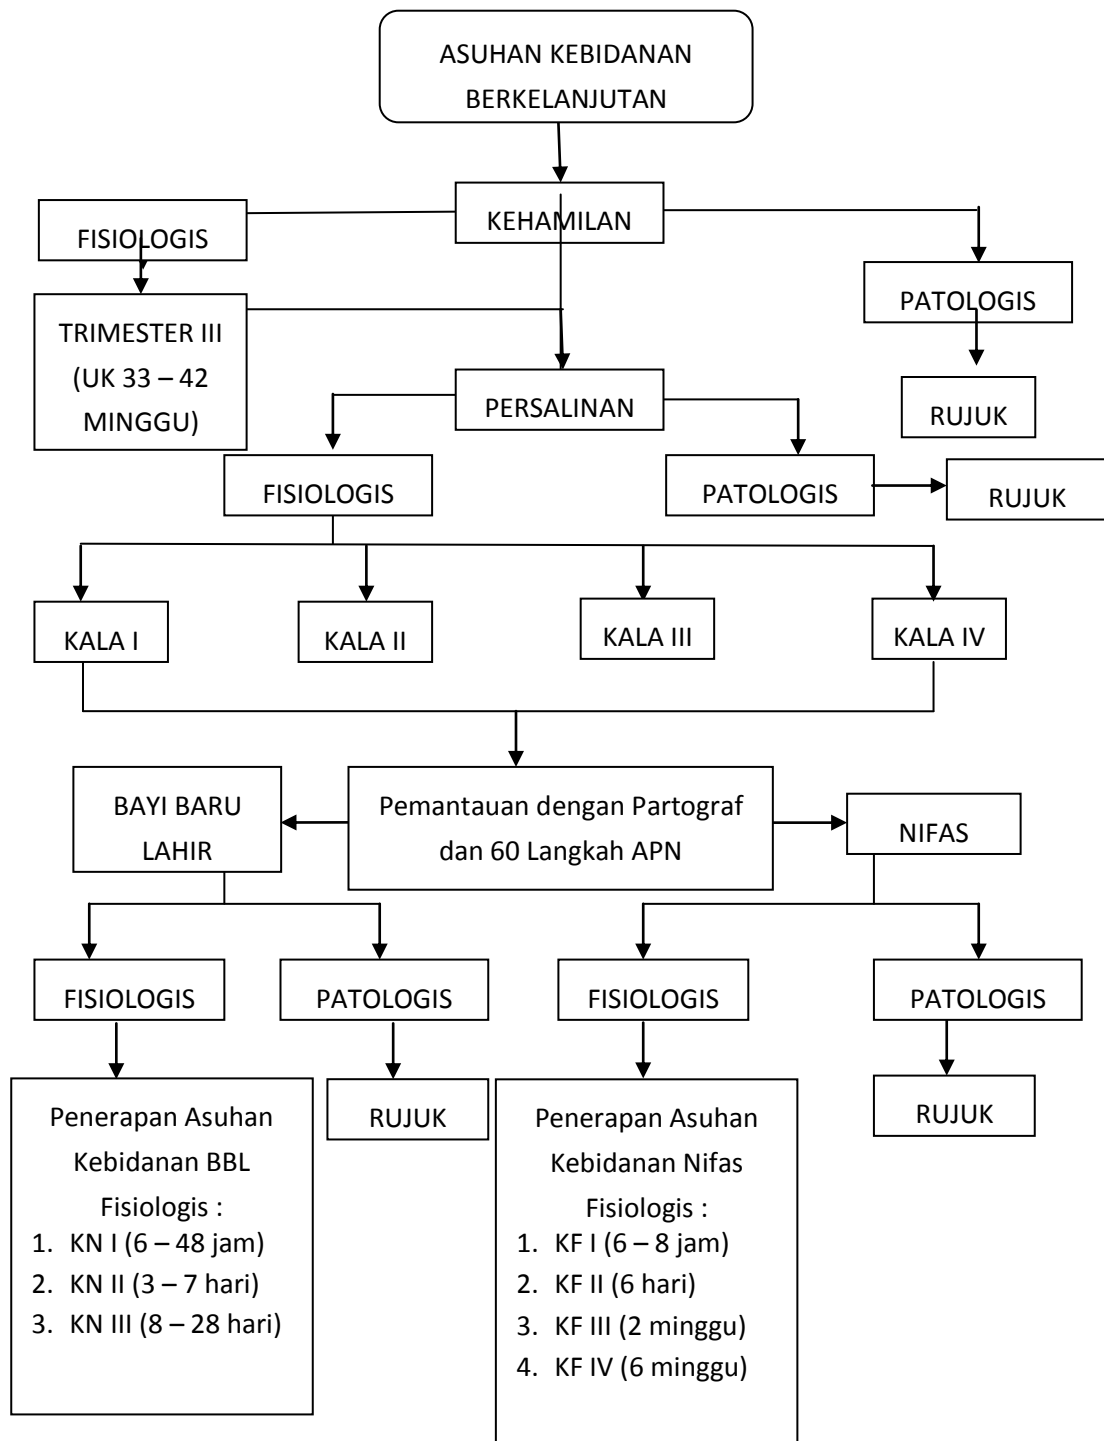 ASUHAN KEBIDANAN
BERKELANJUTAN
KEHAMILAN
FISIOLOGIS
PATOLOGIS
TRIMESTER III
(UK 33 – 42
MINGGU)
RUJUK
PERSALINAN
FISIOLOGIS
PATOLOGIS
RUJUK
KALA I
KALA II
KALA III
KALA IV
BAYI BARU
LAHIR
Pemantauan dengan Partograf
dan 60 Langkah APN
NIFAS
FISIOLOGIS
PATOLOGIS
FISIOLOGIS
PATOLOGIS
Penerapan Asuhan
Kebidanan BBL
Fisiologis :
1. KN I (6 – 48 jam)
2. KN II (3 – 7 hari)
3. KN III (8 – 28 hari)
RUJUK
Penerapan Asuhan
Kebidanan Nifas
Fisiologis :
1. KF I (6 – 8 jam)
2. KF II (6 hari)
3. KF III (2 minggu)
4. KF IV (6 minggu)
RUJUK